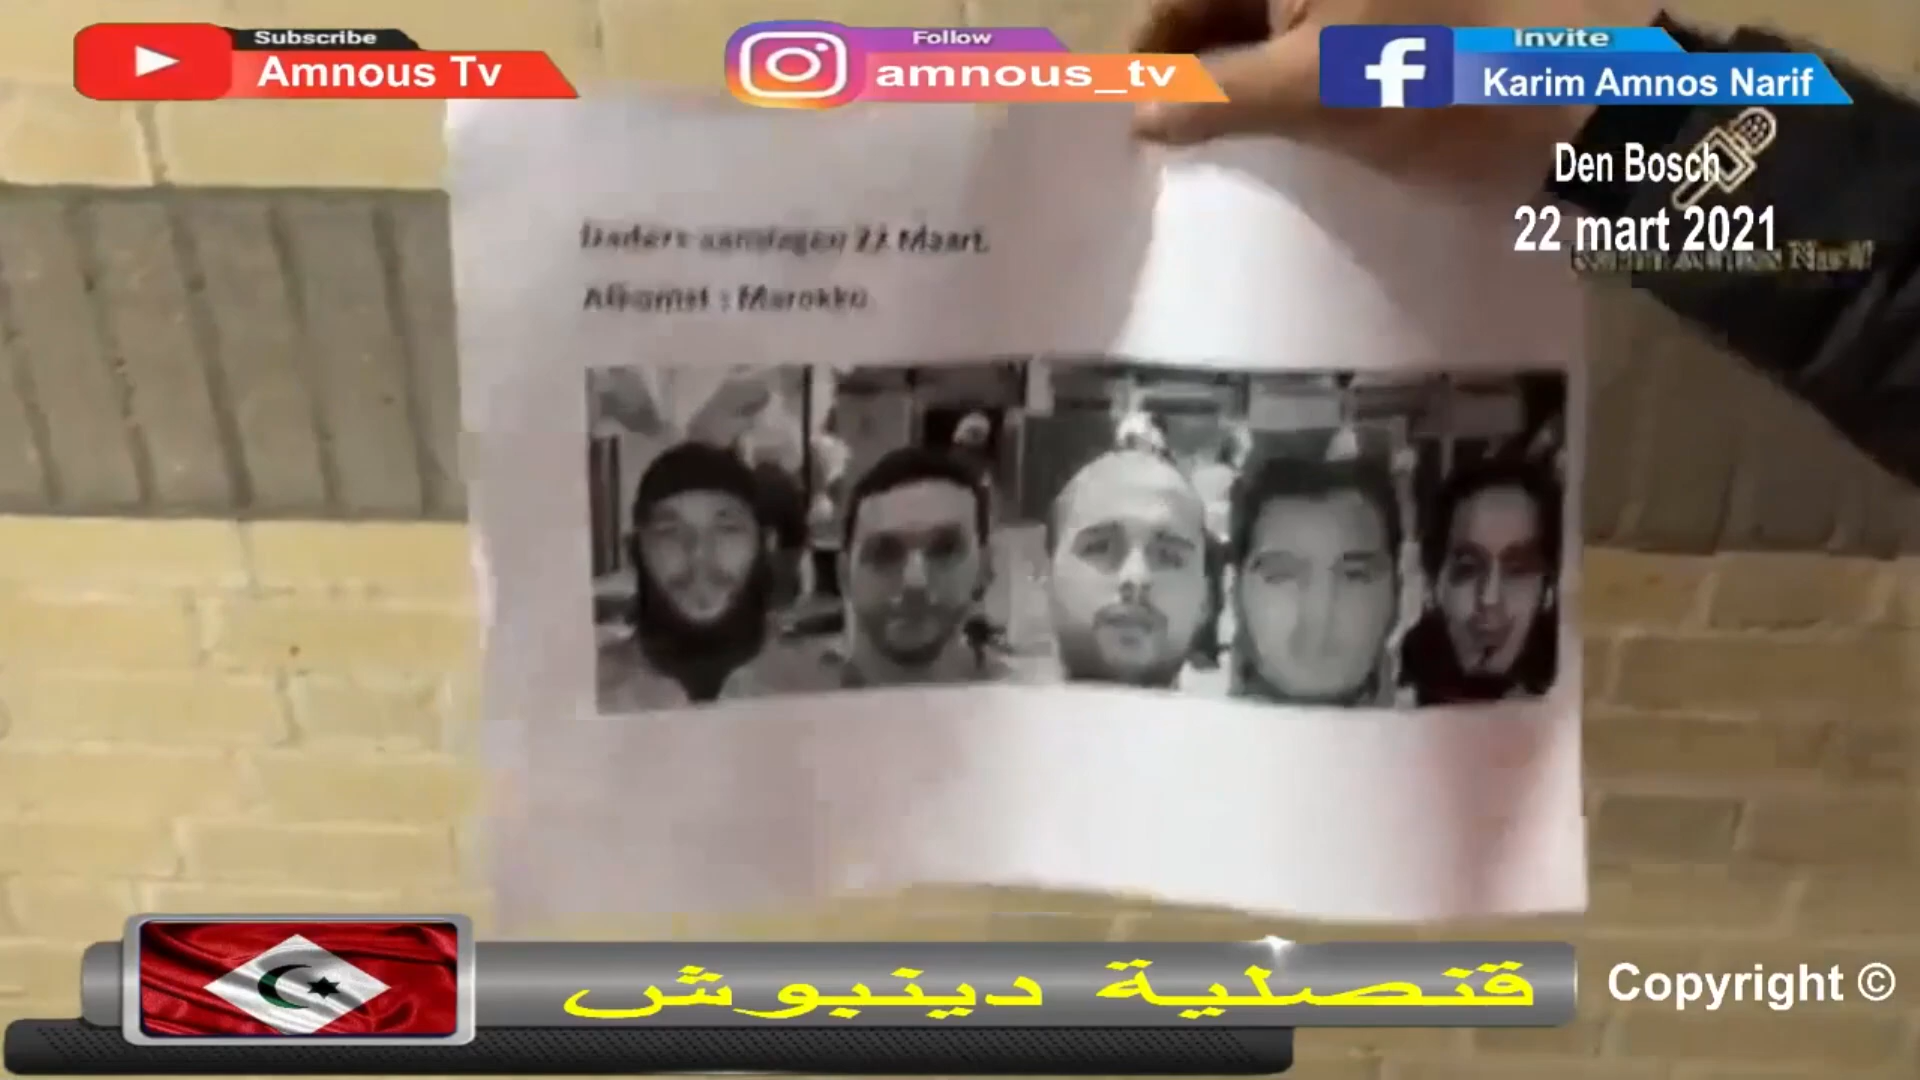 Subscribe
Amnous Tv
Follow
amnous_tv
Invite
Karim Amnos Narif
Den Bosch
22 mart 2021
Narif
Daders aanslagen 22 Maart.
Afkomst : Marokko
قنصلية دينبوش
Copyright ©